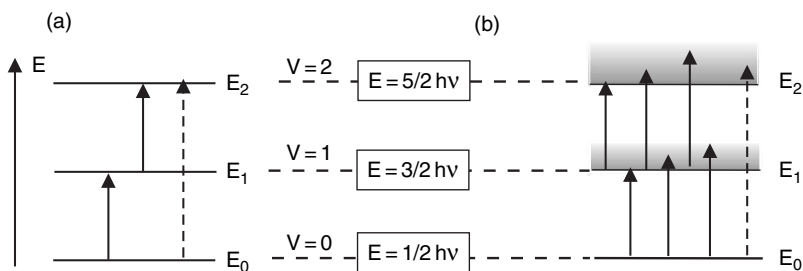 (a)
(b)
E
V = 2
E = 5/2 hν
E2
E2
V = 1
E = 3/2 hν
E1
E1
V = 0
E = 1/2 hν
E0
E0